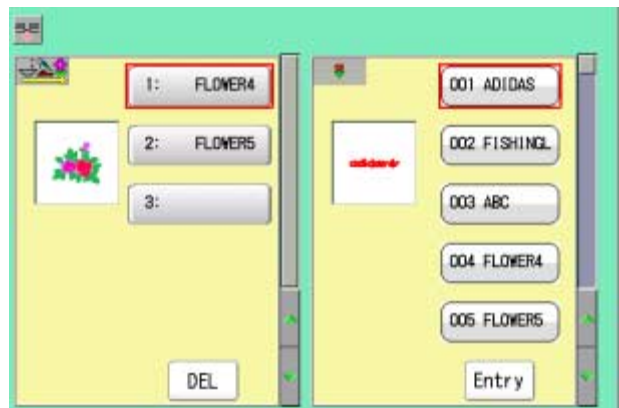 1: FLOWER4
2: FLOWER5
3:
DEL
001 ADIDAS
002 FISHINGL
003 ABC
004 FLOWER4
005 FLOWER5
Entry